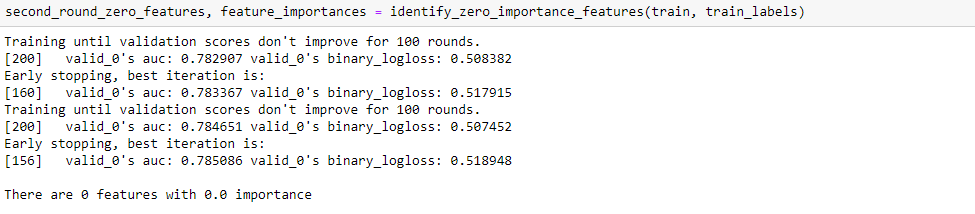 second_round_zero_features, feature_importances = identify_zero_importance_features(train, train_labels)
Training until validation scores don't improve for 100 rounds.
[200]	valid_0's auc: 0.782907 valid_0's binary_logloss: 0.508382
Early stopping, best iteration is:
[160]	valid_0's auc: 0.783367 valid_0's binary_logloss: 0.517915
Training until validation scores don't improve for 100 rounds.
[200]	valid_0's auc: 0.784651 valid_0's binary_logloss: 0.507452
Early stopping, best iteration is:
[156]	valid_0's auc: 0.785086 valid_0's binary_logloss: 0.518948
There are 0 features with 0.0 importance